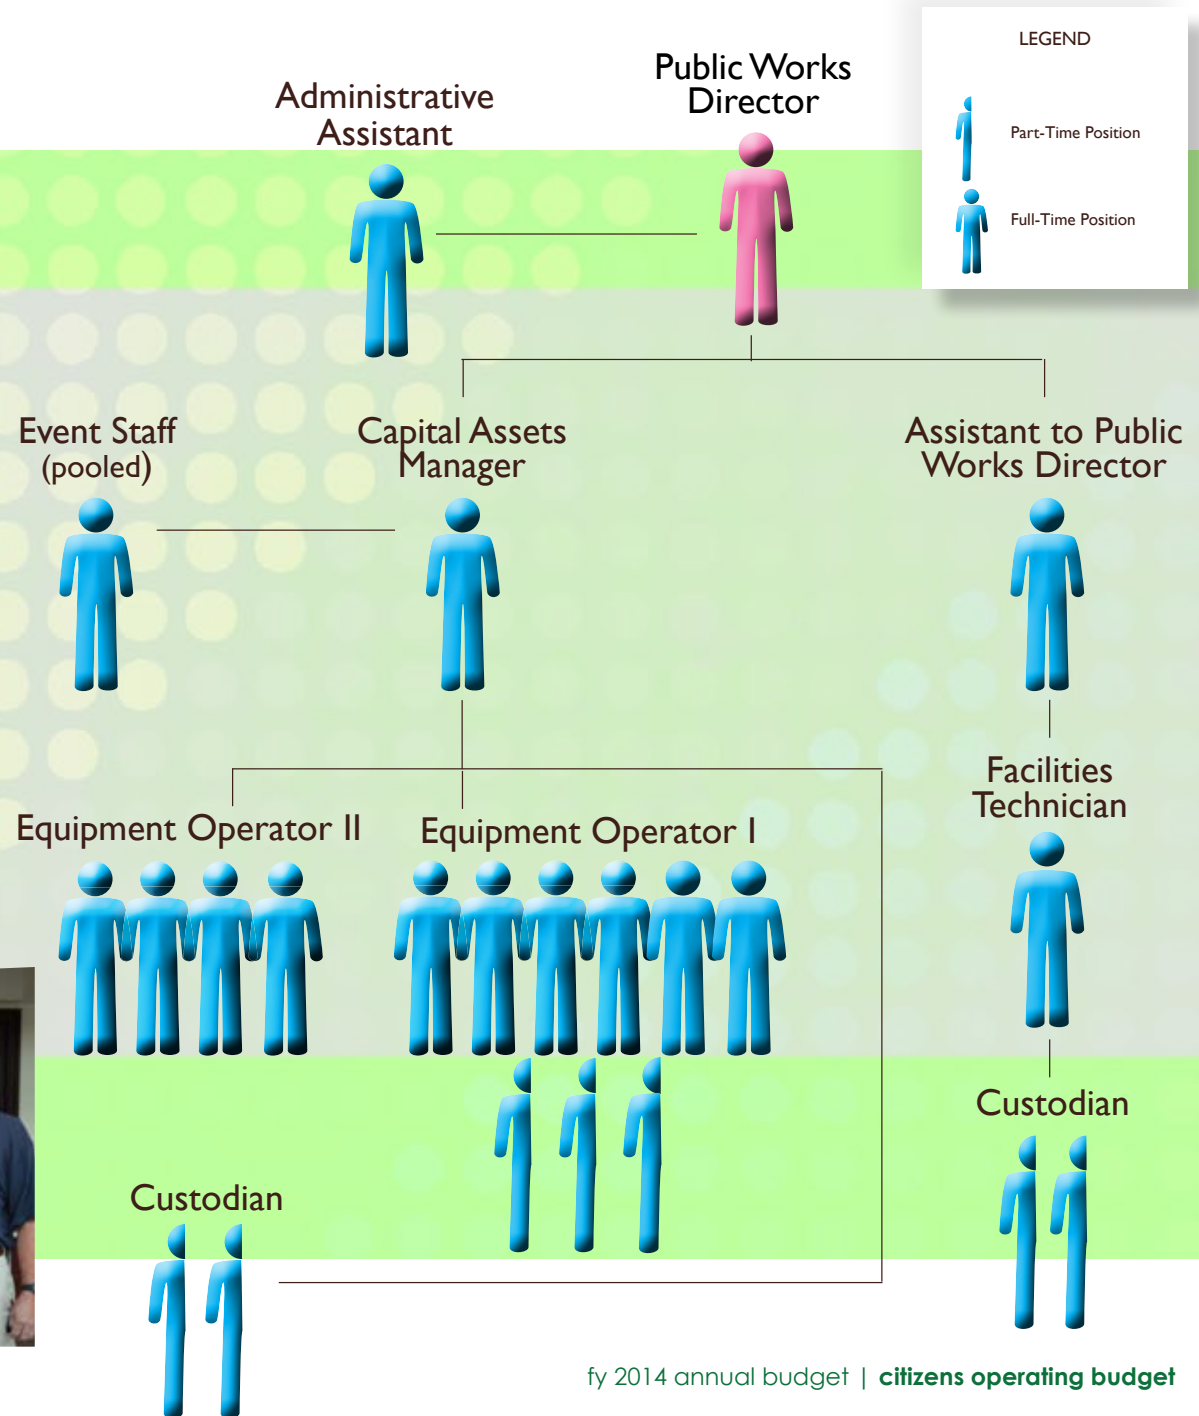 LEGEND
Part-Time Position
Full-Time Position
Public Works
Director
Administrative
Assistant
Event Staff
(pooled)
Capital Assets
Manager
Assistant to Public
Works Director
Facilities
Technician
Equipment Operator II
Equipment Operator I
Custodian
Custodian
fy 2014 annual budget | citizens operating budget